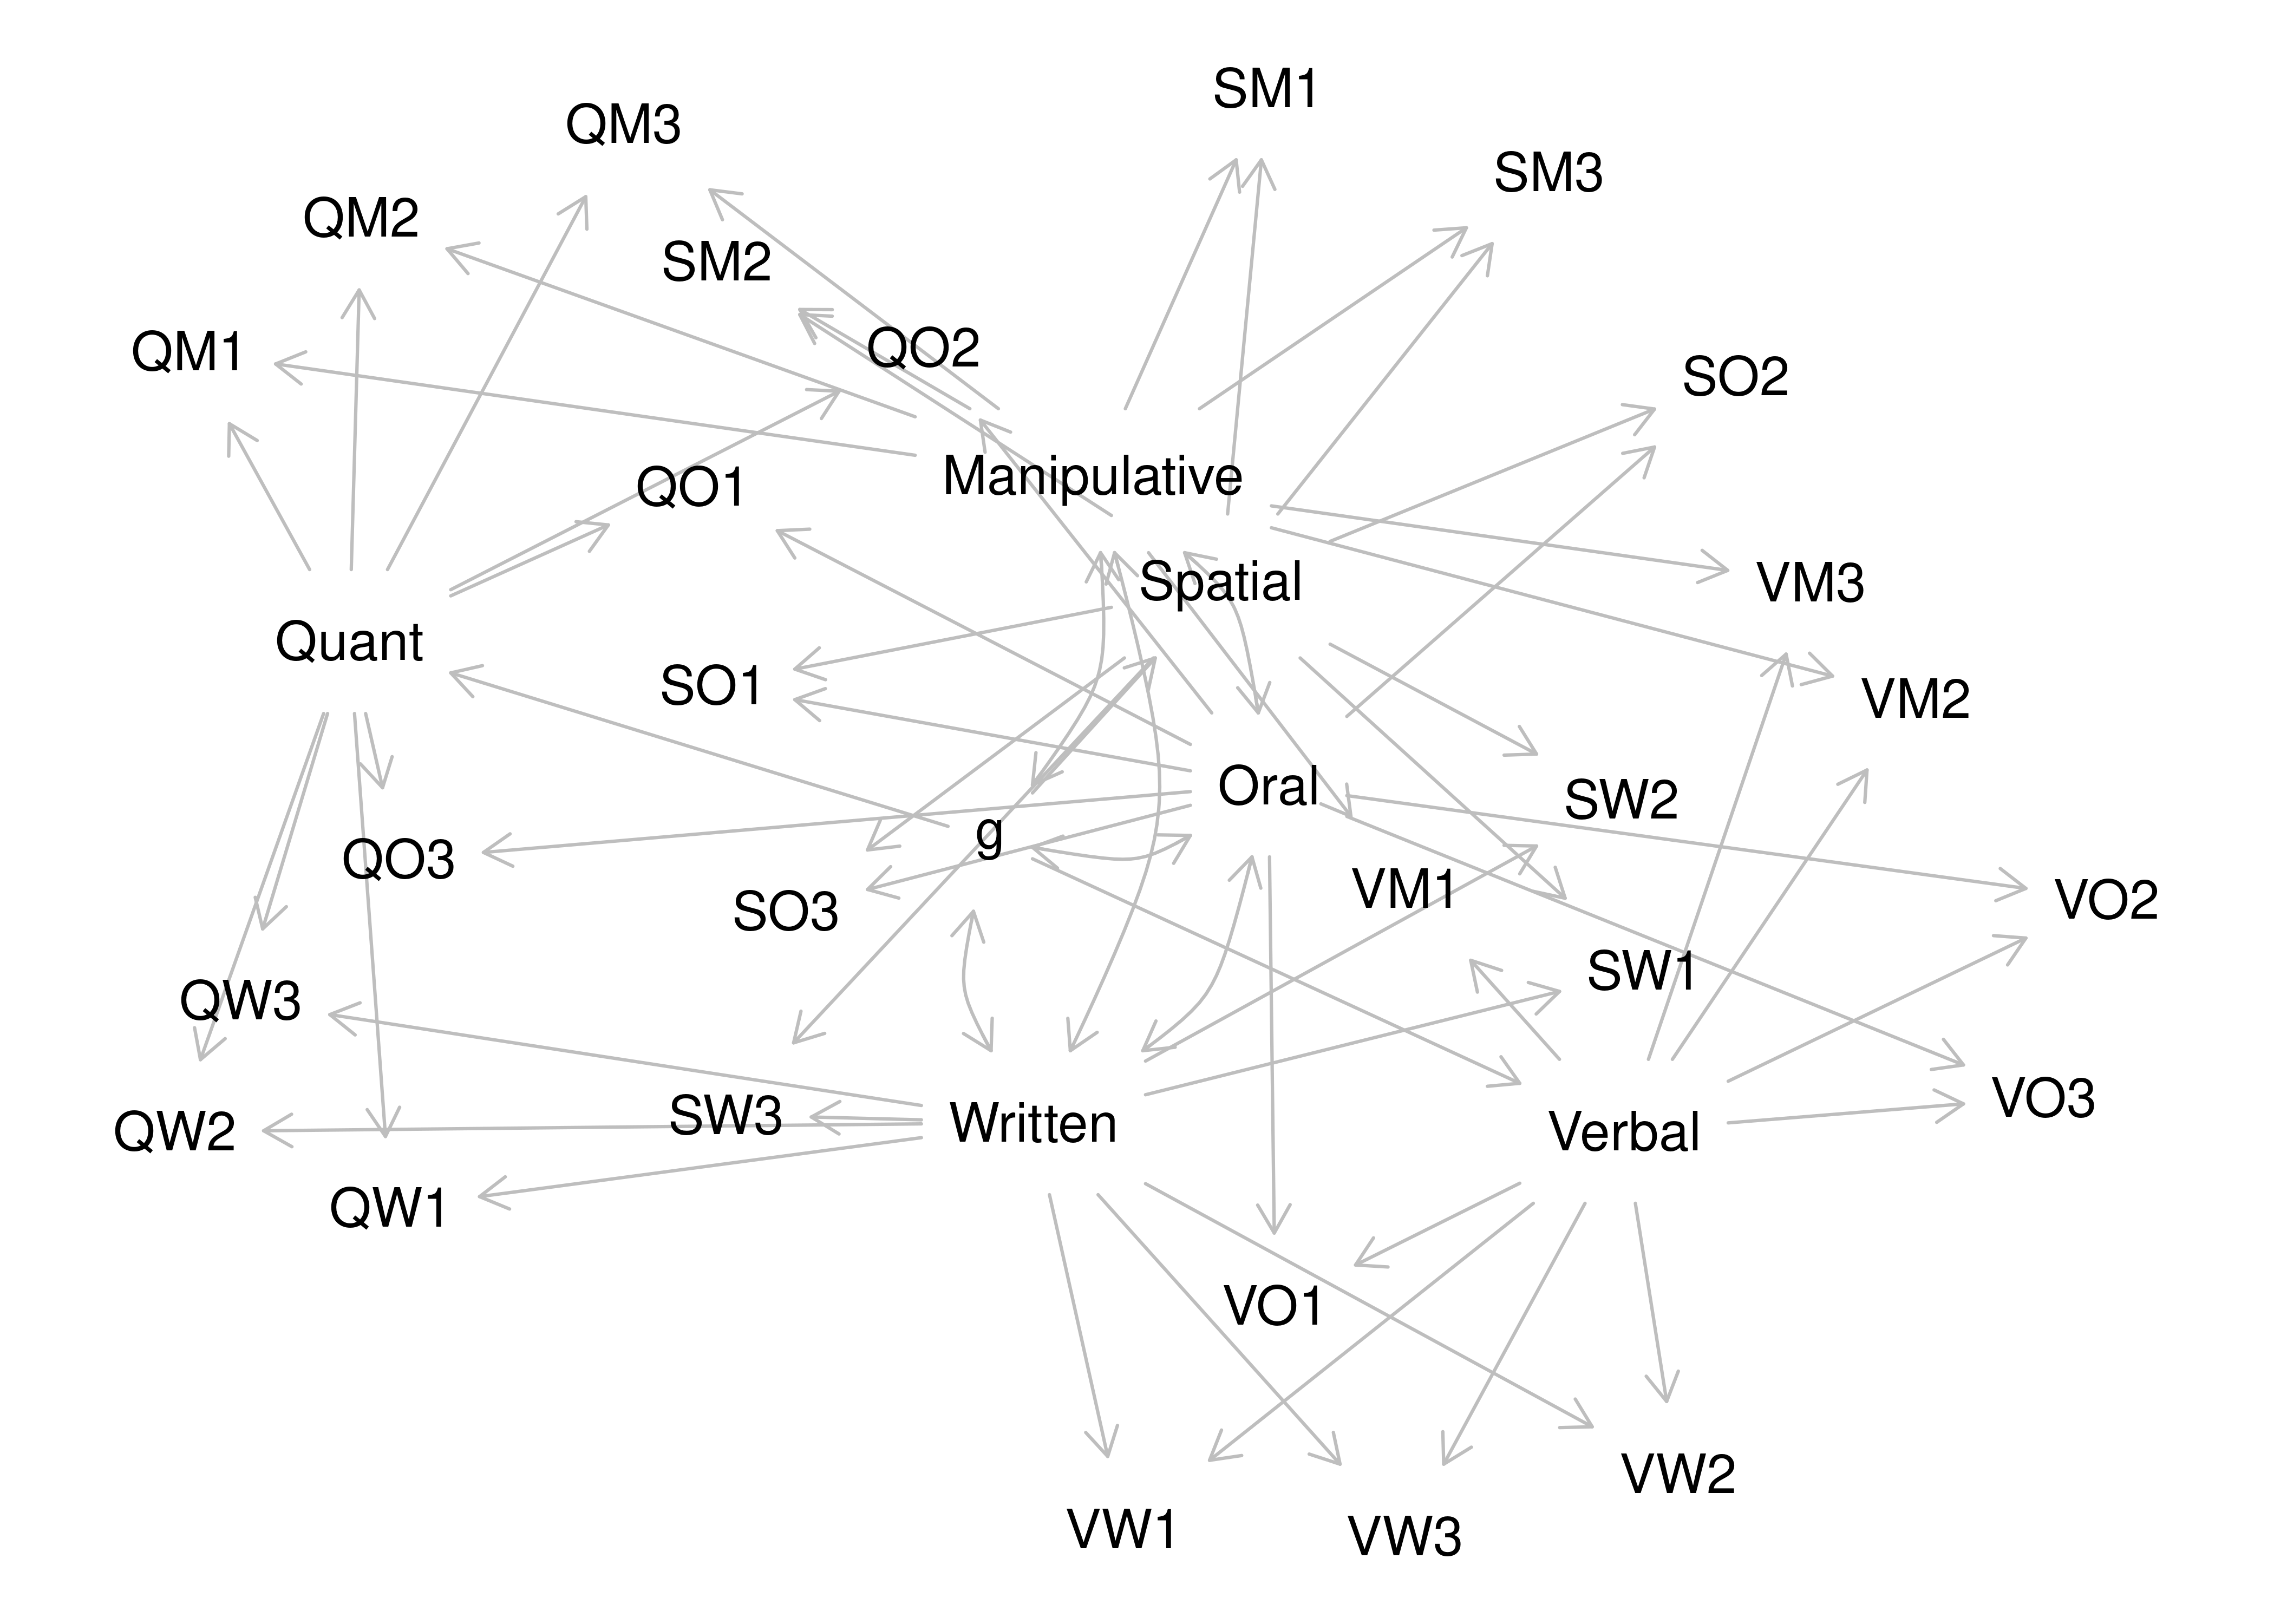 SM1
QM3
SM3
QM2
SM2
QM1
QO2
SO2
Manipulative
QO1
Spatial
VM3
Quant
SO1
VM2
Oral
SW2
g
QO3
VM1
VO2
SO3
SW1
QW3
VO3
SW3
Written
QW2
Verbal
QW1
VO1
VW2
VW1
VW3